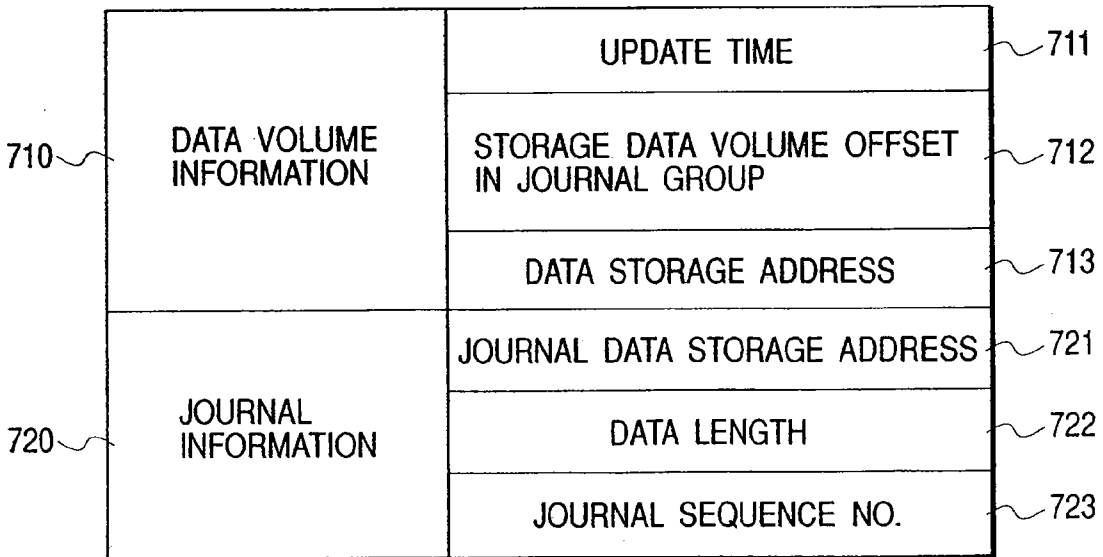 UPDATE TIME
711
710
DATA VOLUME
INFORMATION
STORAGE DATA VOLUME OFFSET
IN JOURNAL GROUP
712
DATA STORAGE ADDRESS
713
JOURNAL DATA STORAGE ADDRESS
721
720
JOURNAL
INFORMATION
DATA LENGTH
722
JOURNAL SEQUENCE NO.
723